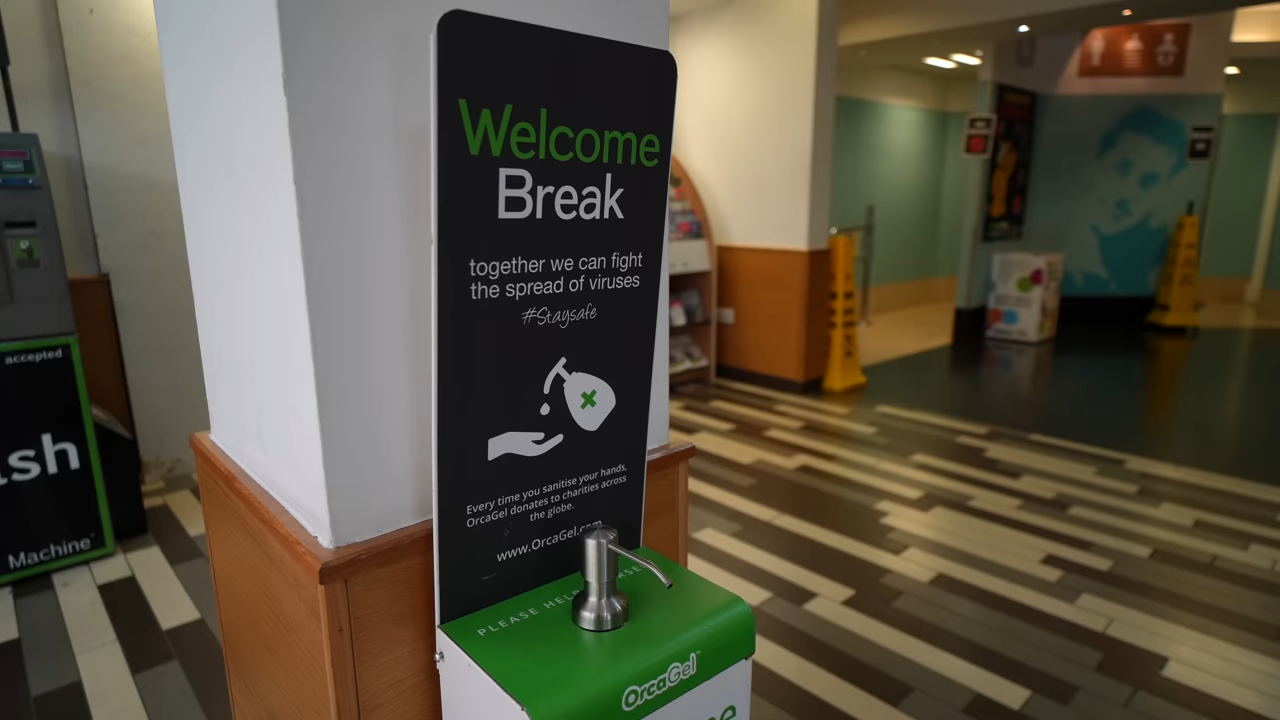 Welcome
Break
together we can fight
the spread of viruses
#Staysafe
Every time you sanitise your hands,
OrcaGel donates to charities across
the globe.
www.OrcaGel.com
PLEASE HELP
OrcaGel™
accepted
ash
Machine